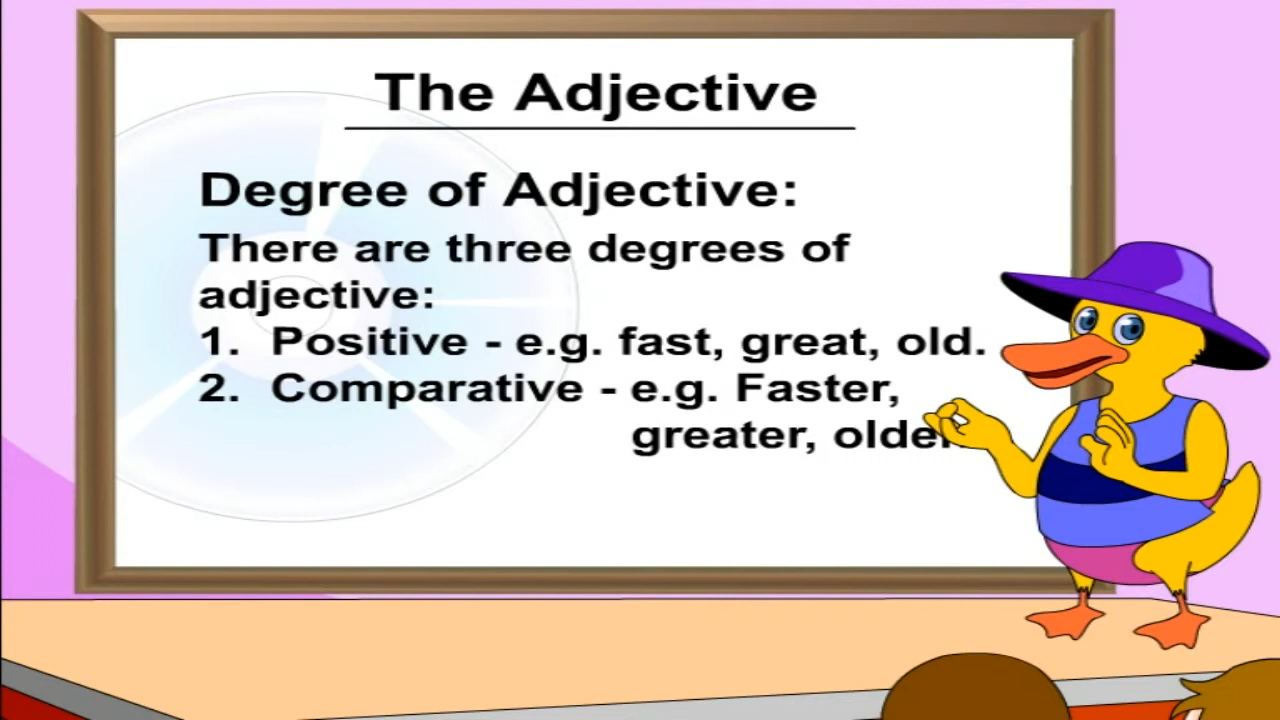 The Adjective
Degree of Adjective:
There are three degrees of
adjective:
1. Positive - e.g. fast, great, old.
2. Comparative - e.g. Faster,
greater, older.